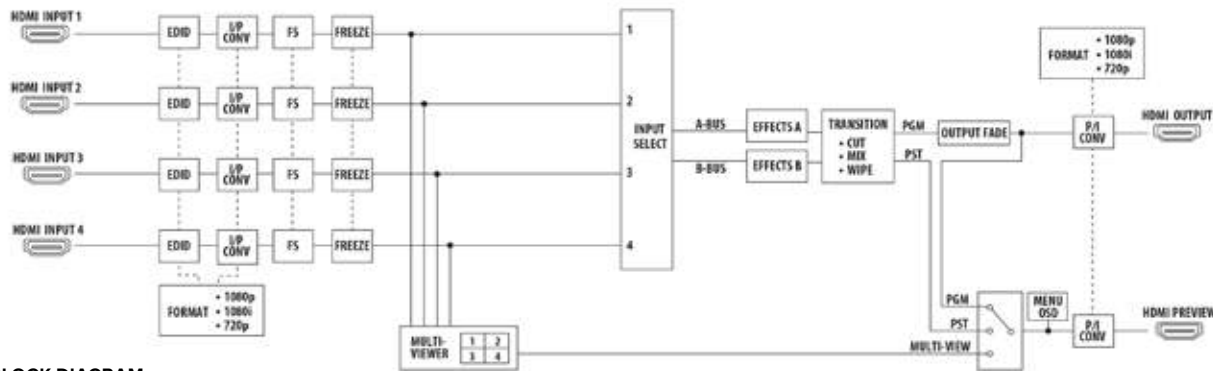 HDMI INPUT 1
EDID
I/P
CONV
FS
FREEZE
HDMI INPUT 2
EDID
I/P
CONV
FS
FREEZE
HDMI INPUT 3
EDID
I/P
CONV
FS
FREEZE
HDMI INPUT 4
EDID
I/P
CONV
FS
FREEZE
FORMAT
• 1080p
• 1080i
• 720p
MULTI-
VIEWER
1 2
3 4
1
2
3
4
INPUT
SELECT
A-BUS
B-BUS
EFFECTS A
EFFECTS B
TRANSITION
• CUT
• MIX
• WIPE
PGM
PST
OUTPUT FADE
FORMAT
• 1080p
• 1080i
• 720p
P/I
CONV
HDMI OUTPUT
PGM
PST
MULTI-VIEW
MENU
OSD
P/I
CONV
HDMI PREVIEW